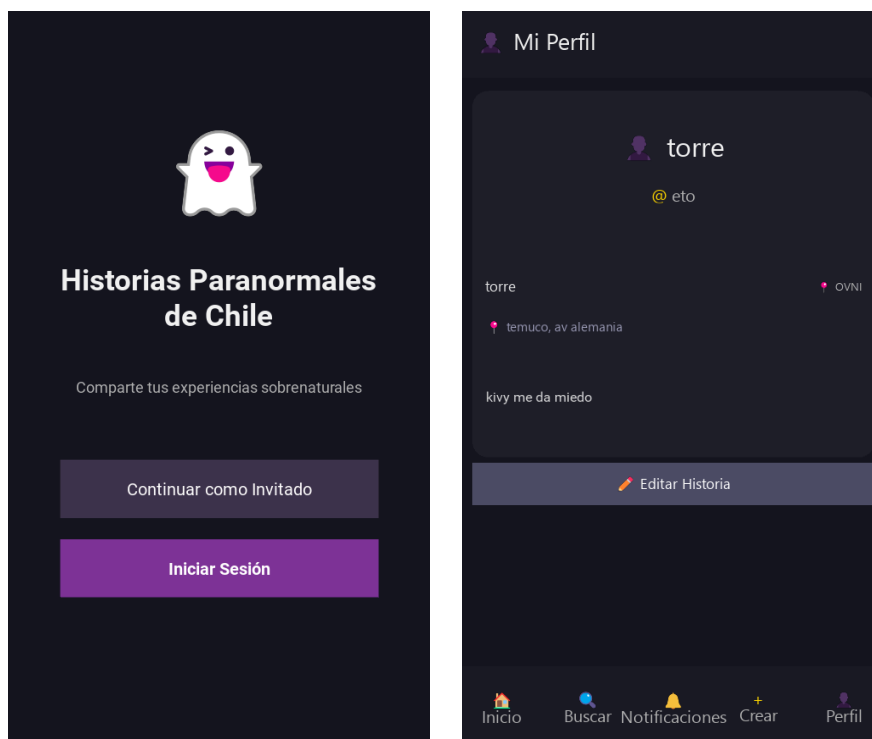 Historias Paranormales
de Chile
Comparte tus experiencias sobrenaturales
Continuar como Invitado
Iniciar Sesión
Mi Perfil
torre
@ eto
torre
OVNI
temuco, av alemania
kivy me da miedo
Editar Historia
Inicio
Buscar
Notificaciones
+
Crear
Perfil